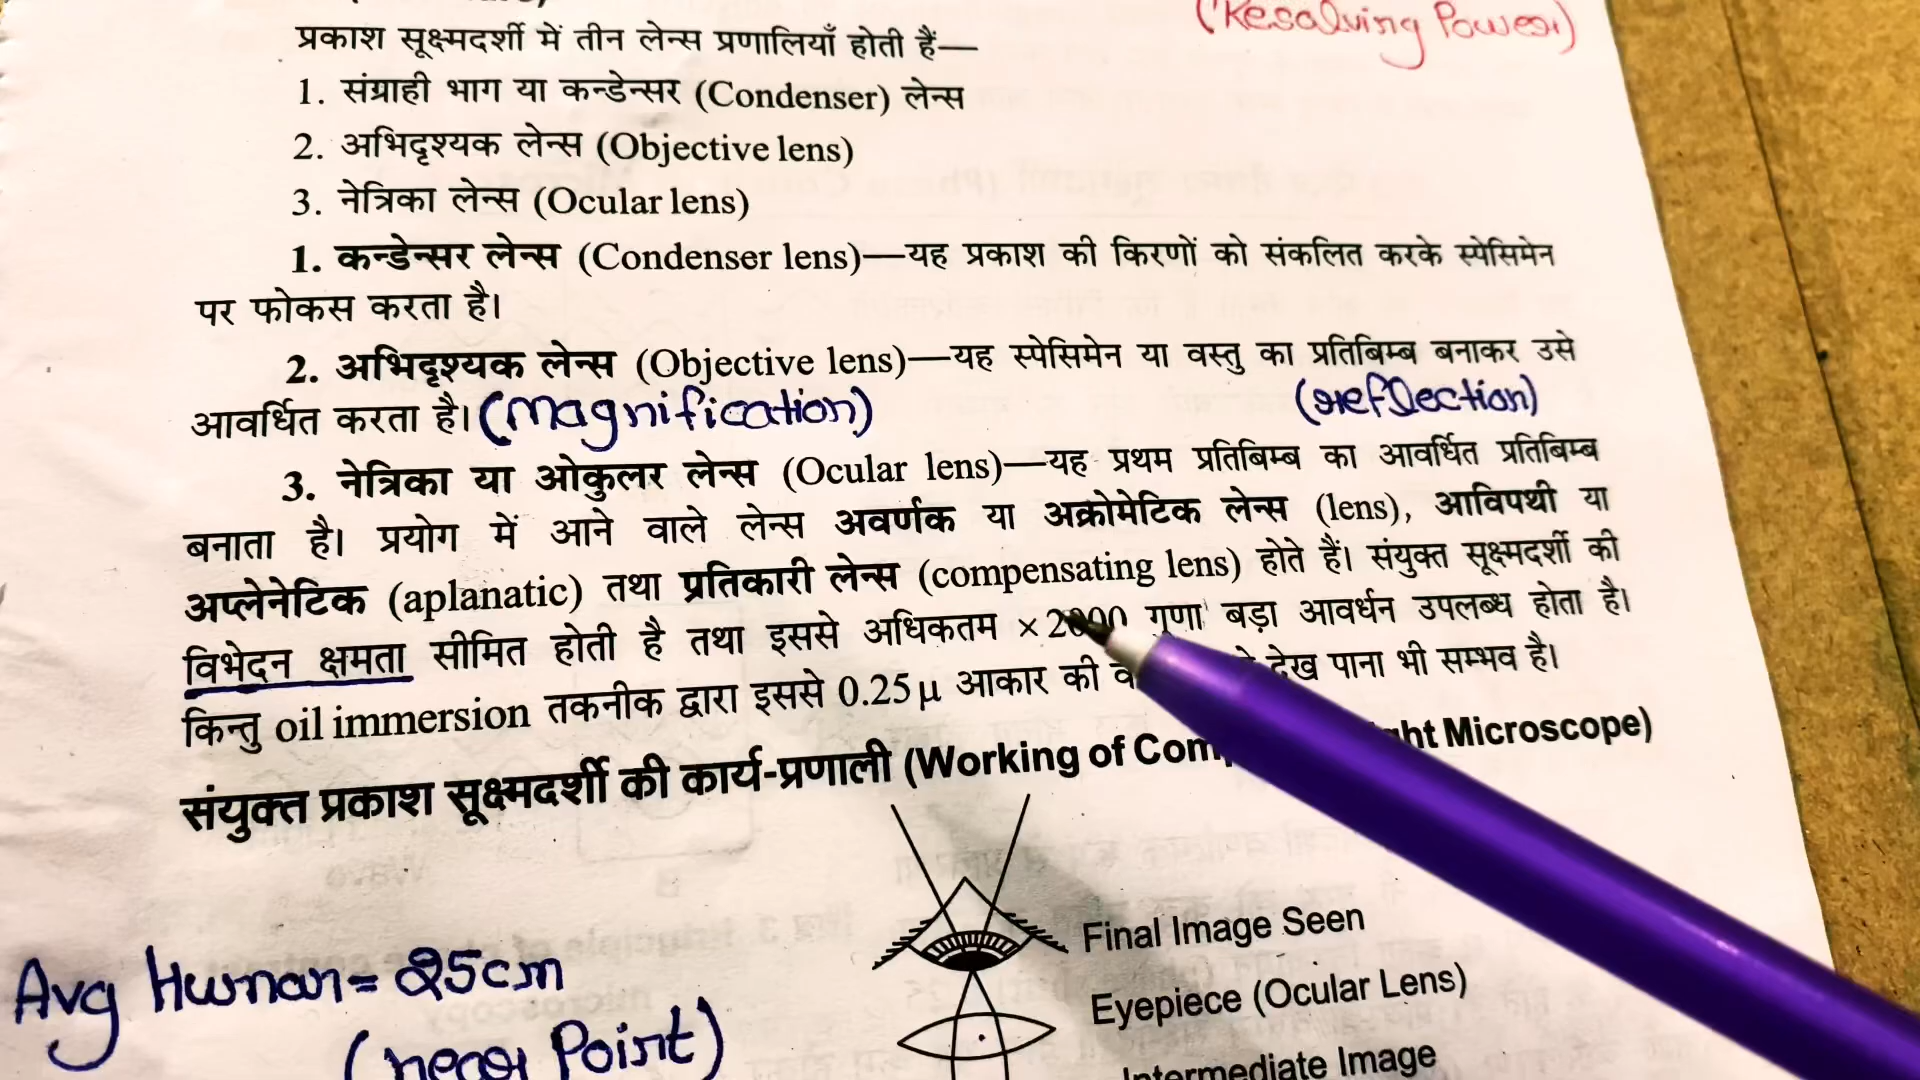 (Resolving Power)
प्रकाश सूक्ष्मदर्शी में तीन लेन्स प्रणालियाँ होती हैं—
1. संग्राही भाग या कन्डेन्सर (Condenser) लेन्स
2. अभिदृश्यक लेन्स (Objective lens)
3. नेत्रिका लेन्स (Ocular lens)
1. कन्डेन्सर लेन्स (Condenser lens)—यह प्रकाश की किरणों को संकलित करके स्पेसिमेन
पर फोकस करता है।
2. अभिदृश्यक लेन्स (Objective lens)—यह स्पेसिमेन या वस्तु का प्रतिबिम्ब बनाकर उसे
आवर्धित करता है। (Magnification) (reflection)
3. नेत्रिका या ओकुलर लेन्स (Ocular lens)—यह प्रथम प्रतिबिम्ब का आवर्धित प्रतिबिम्ब
बनाता है। प्रयोग में आने वाले लेन्स अवर्णक या अक्रोमेटिक लेन्स (lens), आविपथी या
अप्लेनेटिक (aplanatic) तथा प्रतिकारी लेन्स (compensating lens) होते हैं। संयुक्त सूक्ष्मदर्शी की
विभेदन क्षमता सीमित होती है तथा इससे अधिकतम ×2000 गुणा बड़ा आवर्धन उपलब्ध होता है।
किन्तु oil immersion तकनीक द्वारा इससे 0.25µ आकार की देख पाना भी सम्भव है।
संयुक्त प्रकाश सूक्ष्मदर्शी की कार्य-प्रणाली (Working of Microscope)
Final Image Seen
Eyepiece (Ocular Lens)
Intermediate Image
Avg Human = 25cm
(near Point)